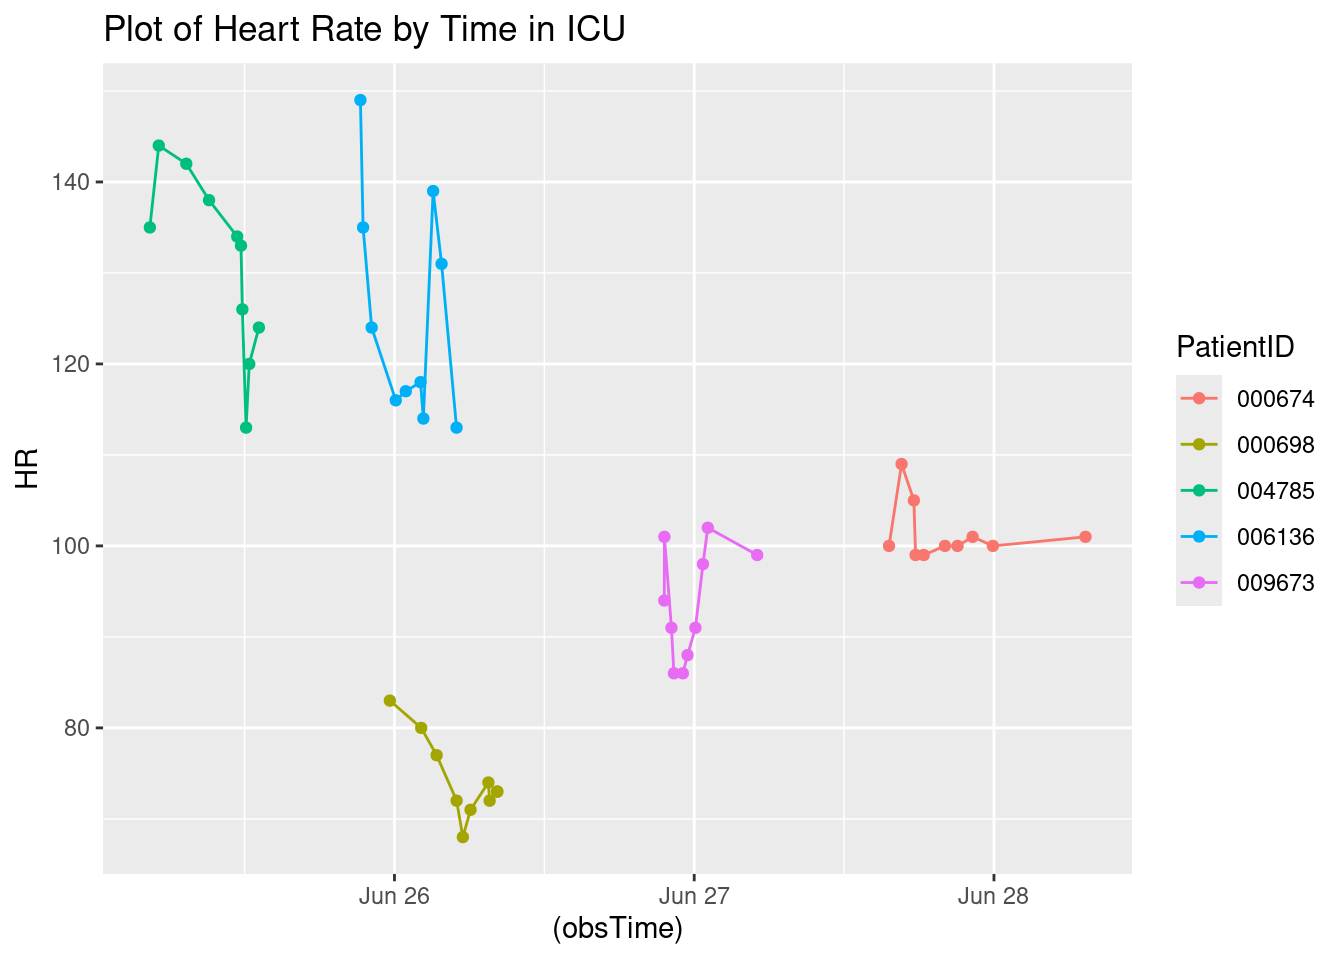 Plot of Heart Rate by Time in ICU
140
120
100
80
HR
Jun 26
Jun 27
Jun 28
(obsTime)
PatientID
000674
000698
004785
006136
009673